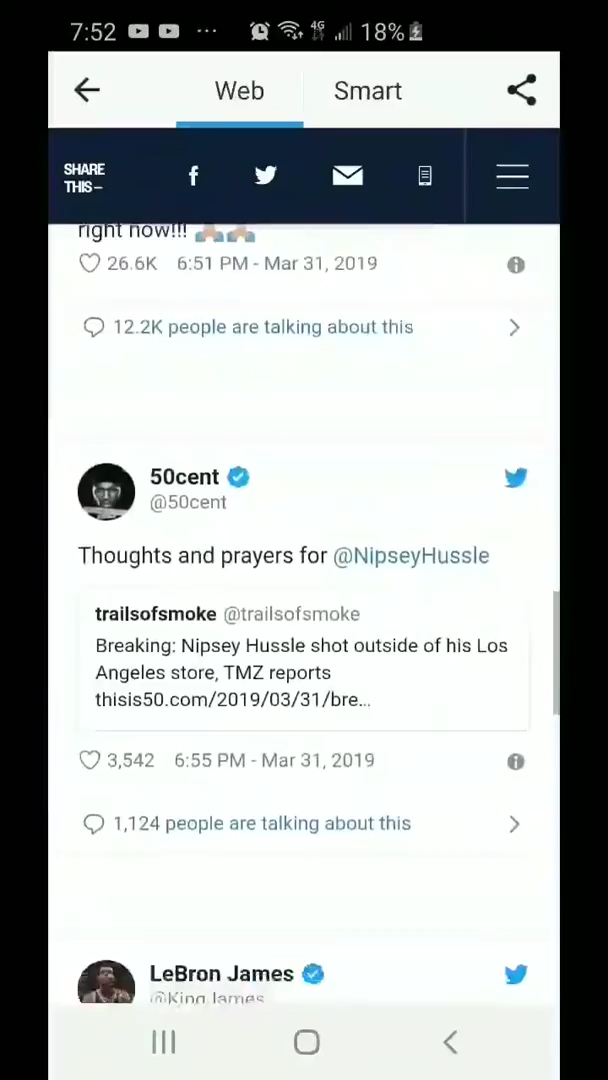 7:52 4G 18%
Web Smart
SHARE
THIS –
right now!!!
26.6K 6:51 PM - Mar 31, 2019
12.2K people are talking about this
50cent
@50cent
Thoughts and prayers for @NipseyHussle
trailsofsmoke @trailsofsmoke
Breaking: Nipsey Hussle shot outside of his Los
Angeles store, TMZ reports
thisis50.com/2019/03/31/bre...
3,542 6:55 PM - Mar 31, 2019
1,124 people are talking about this
LeBron James
@KingJames